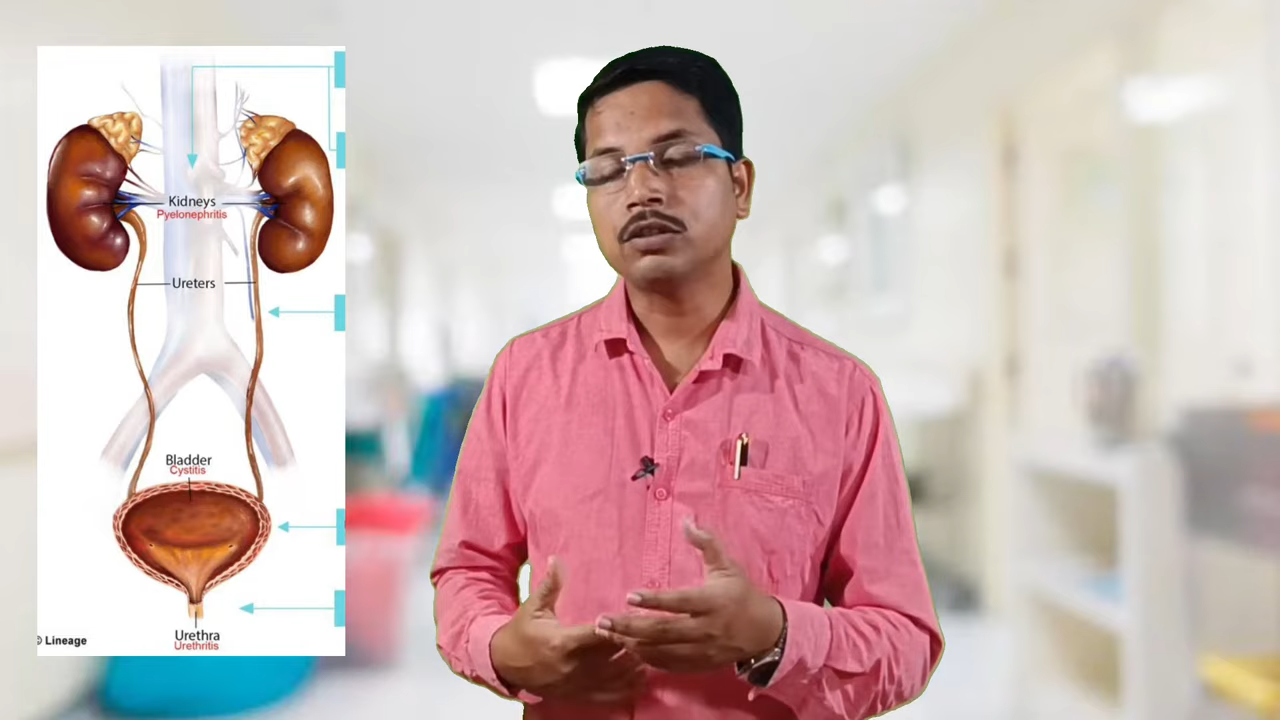 Kidneys
Pyelonephritis
Ureters
Bladder
Cystitis
© Lineage
Urethra
Urethritis